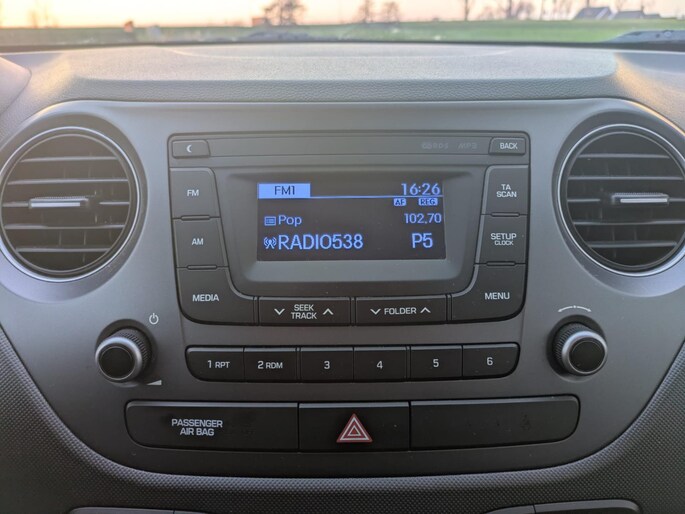 BACK
FM
FM1 16:26
TA
SCAN
AF REG
Pop 102,70
RADIO538 P5
AM
SETUP
CLOCK
MEDIA
SEEK
TRACK
FOLDER
MENU
1 RPT 2 RDM 3 4 5 6
PASSENGER
AIR BAG